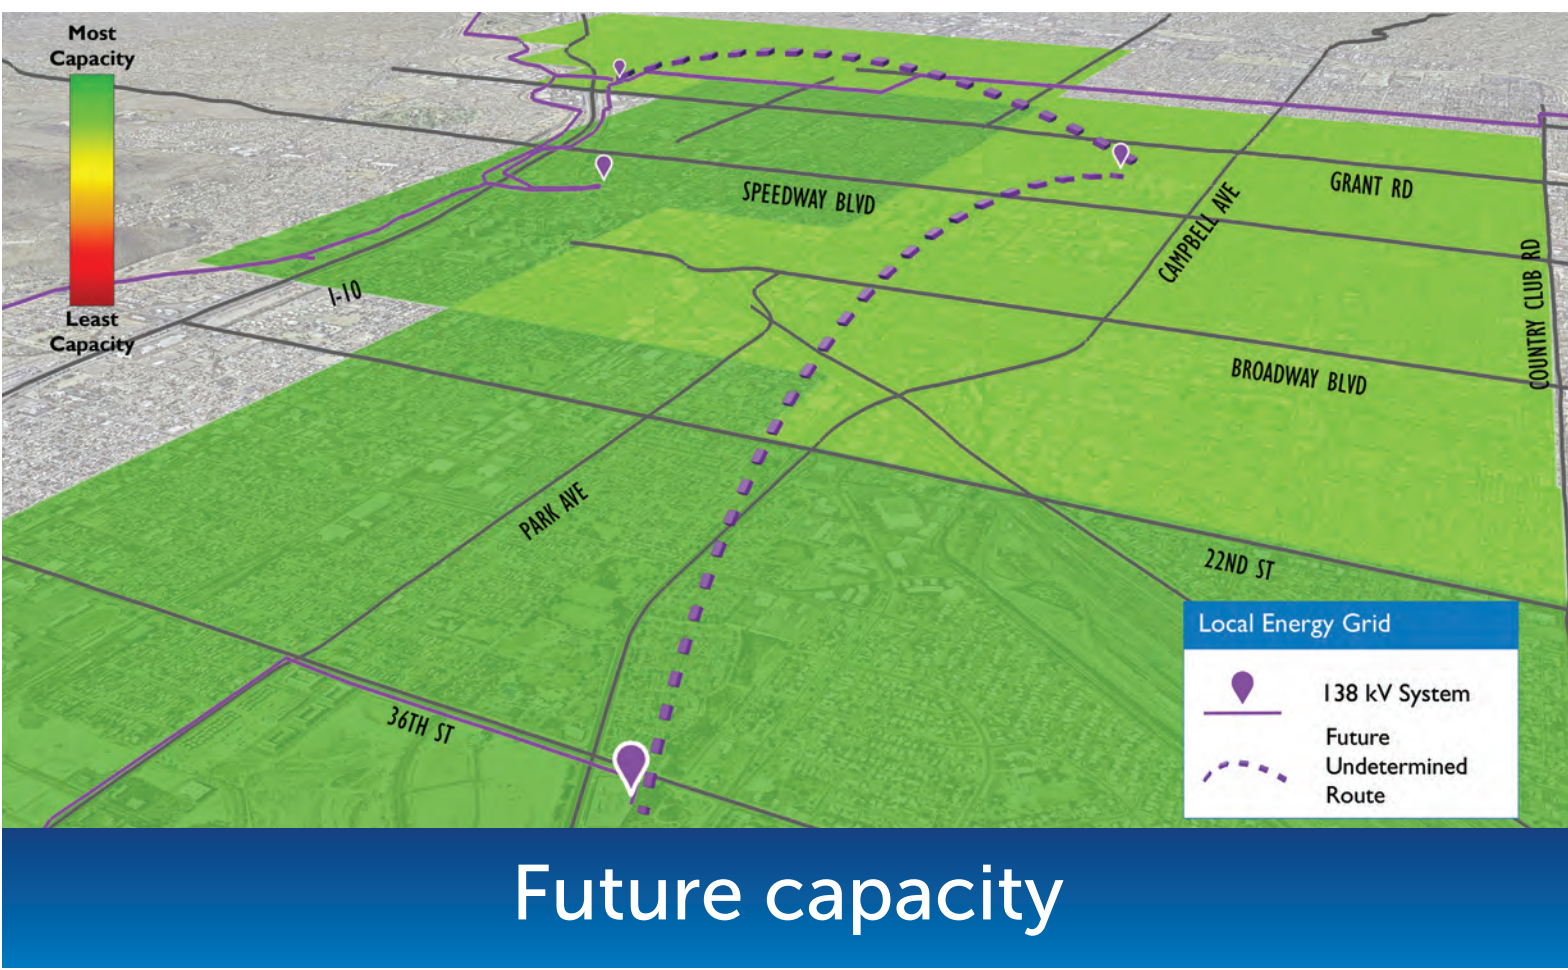 Most
Capacity
Least
Capacity
I-10
SPEEDWAY BLVD
GRANT RD
CAMPBELL AVE
COUNTRY CLUB RD
BROADWAY BLVD
PARK AVE
22ND ST
36TH ST
Local Energy Grid
138 kV System
Future
Undetermined
Route
Future capacity